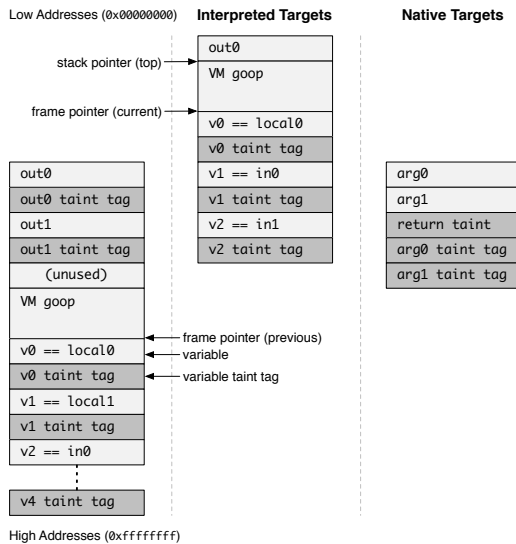 Low Addresses (0x00000000)
Interpreted Targets
Native Targets
out0
stack pointer (top)
VM goop
frame pointer (current)
v0 == local0
v0 taint tag
v1 == in0
v1 taint tag
v2 == in1
v2 taint tag
arg0
arg1
return taint
arg0 taint tag
arg1 taint tag
out0
out0 taint tag
out1
out1 taint tag
(unused)
VM goop
frame pointer (previous)
v0 == local0
variable
v0 taint tag
variable taint tag
v1 == local1
v1 taint tag
v2 == in0
v4 taint tag
High Addresses (0xffffffff)